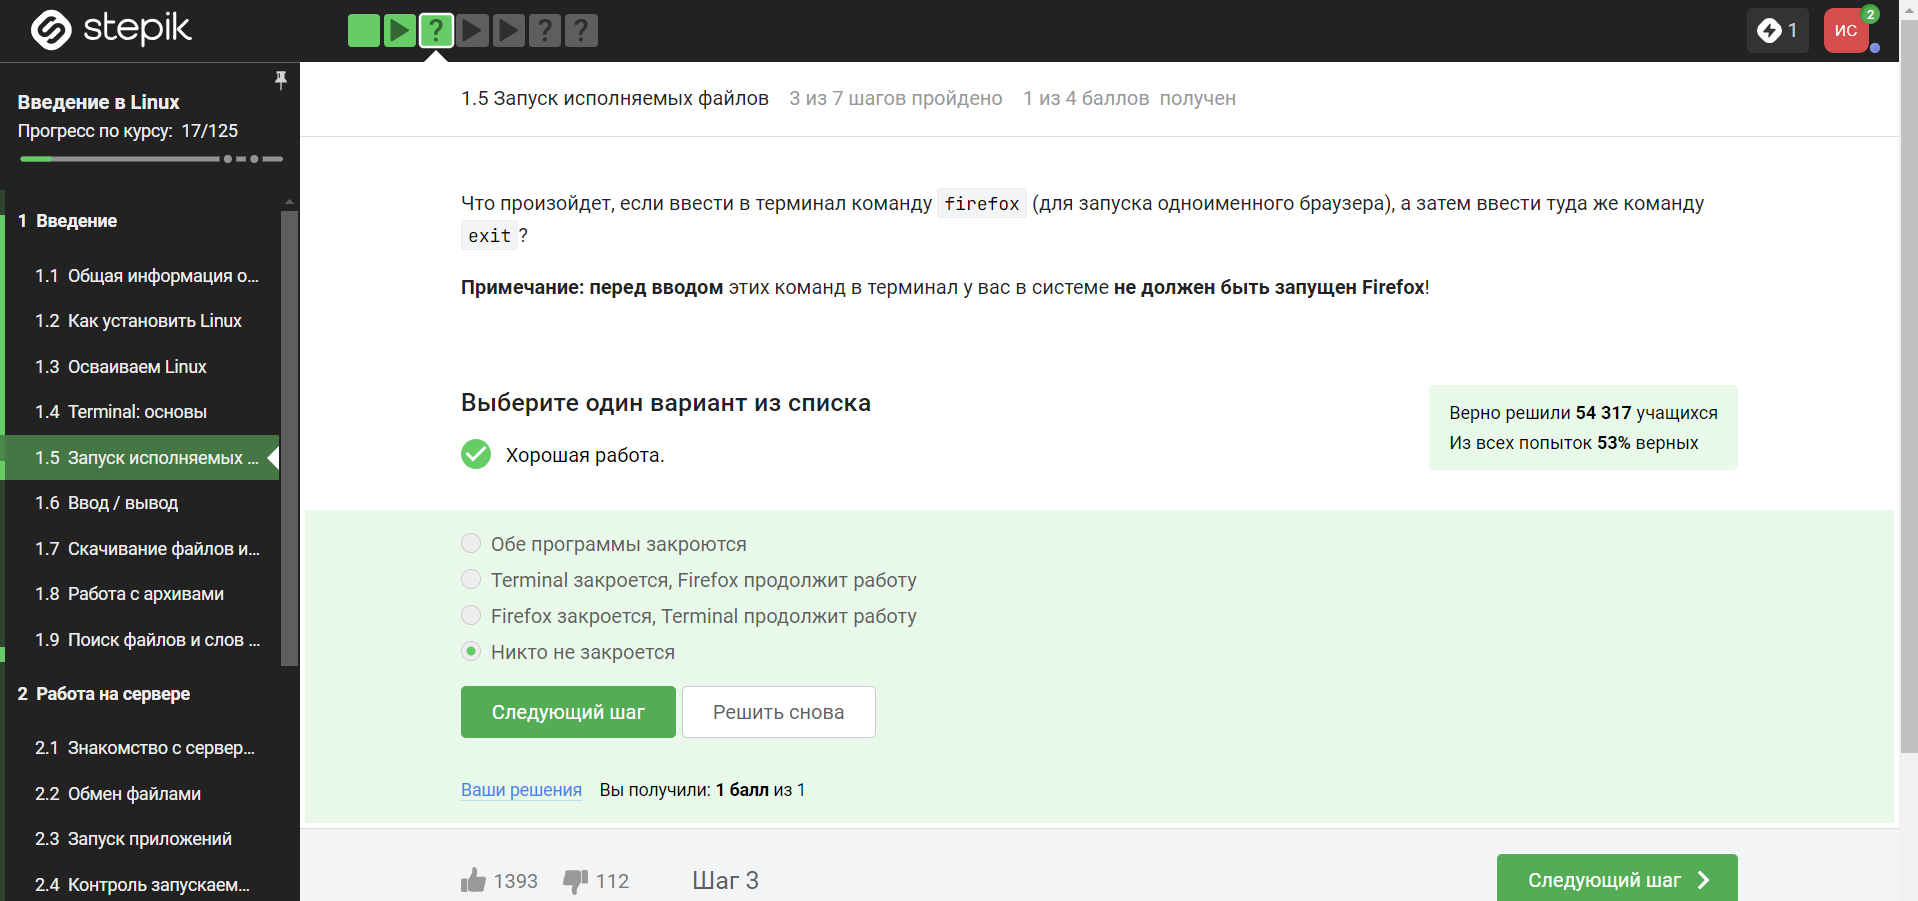 stepik
? ? ?
1
ИС
2
Введение в Linux
Прогресс по курсу: 17/125
1 Введение
1.1 Общая информация о...
1.2 Как установить Linux
1.3 Осваиваем Linux
1.4 Terminal: основы
1.5 Запуск исполняемых ...
1.6 Ввод / вывод
1.7 Скачивание файлов и...
1.8 Работа с архивами
1.9 Поиск файлов и слов ...
2 Работа на сервере
2.1 Знакомство с сервер...
2.2 Обмен файлами
2.3 Запуск приложений
2.4 Контроль запускаем...
1.5 Запуск исполняемых файлов 3 из 7 шагов пройдено 1 из 4 баллов получен
Что произойдет, если ввести в терминал команду firefox (для запуска одноименного браузера), а затем ввести туда же команду
exit ?
Примечание: перед вводом этих команд в терминал у вас в системе не должен быть запущен Firefox!
Выберите один вариант из списка
Хорошая работа.
Верно решили 54 317 учащихся
Из всех попыток 53% верных
Обе программы закроются
Terminal закроется, Firefox продолжит работу
Firefox закроется, Terminal продолжит работу
Никто не закроется
Следующий шаг Решить снова
Ваши решения Вы получили: 1 балл из 1
1393 112 Шаг 3 Следующий шаг